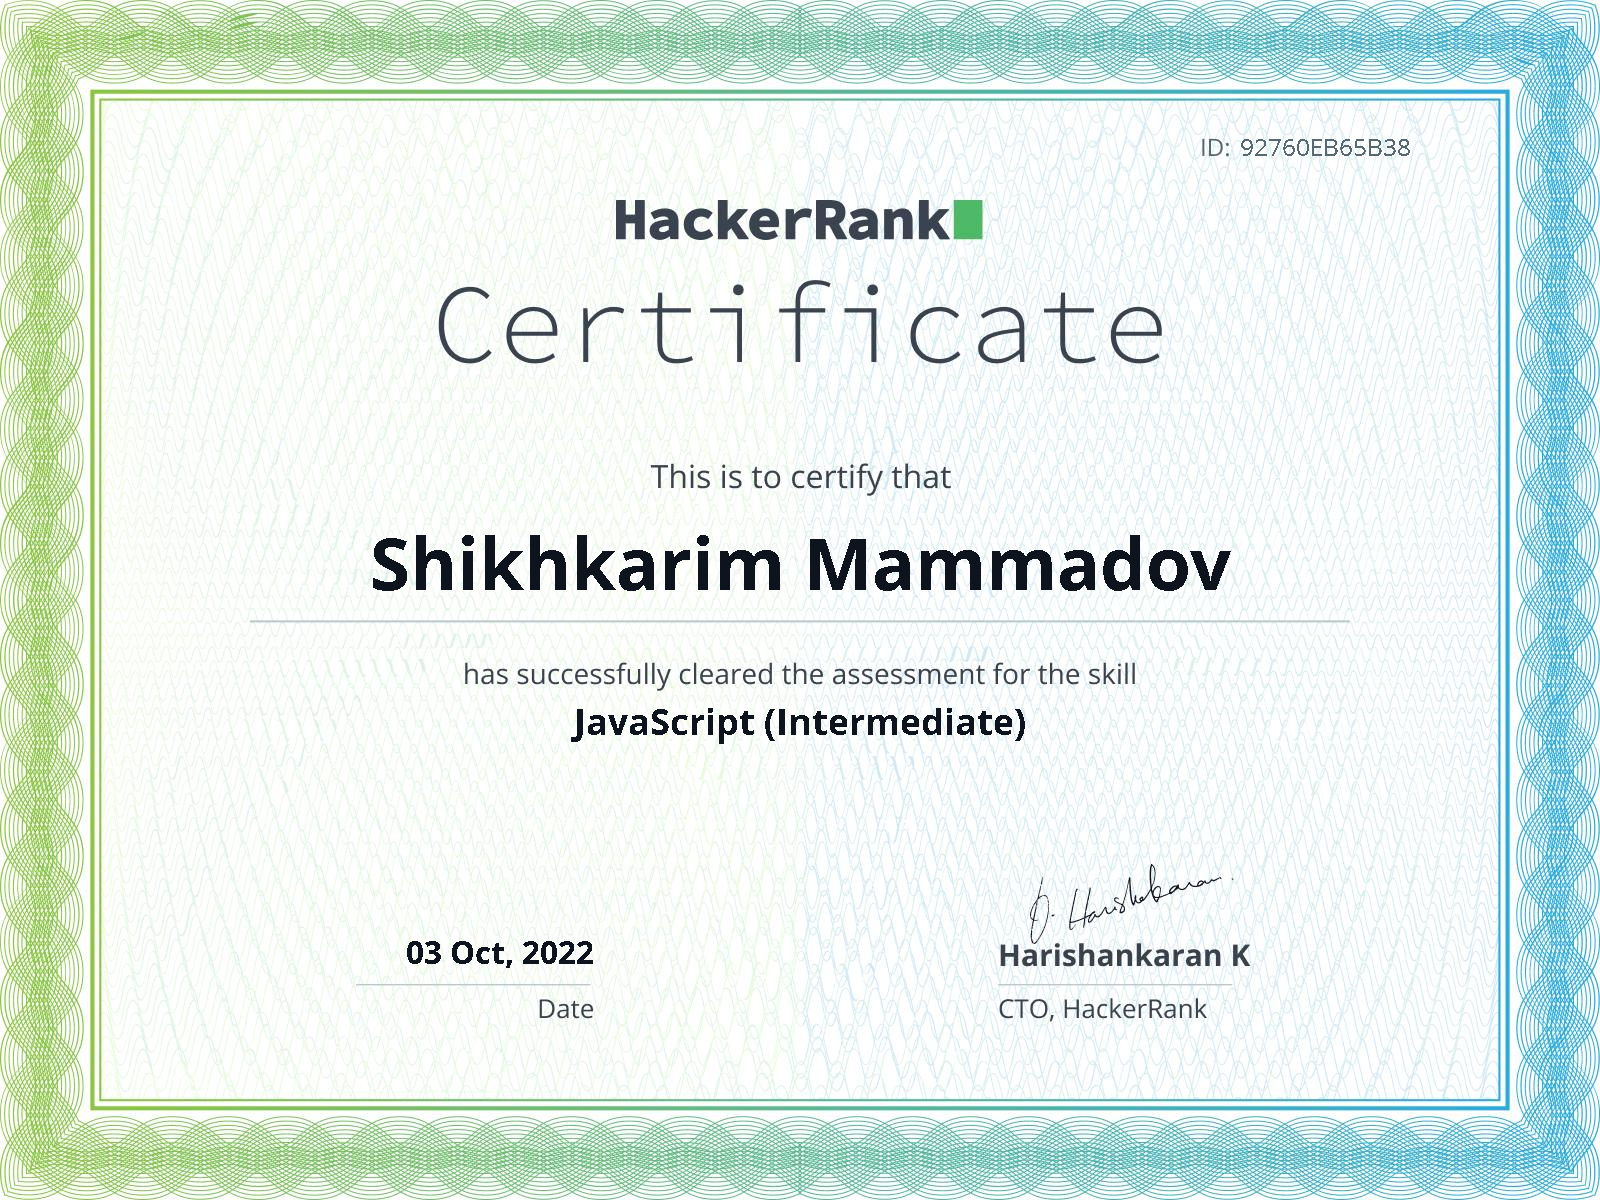 ID: 92760EB65B38
HackerRank
Certificate
This is to certify that
Shikhkarim Mammadov
has successfully cleared the assessment for the skill
JavaScript (Intermediate)
03 Oct, 2022
Date
D. Harishankaran
Harishankaran K
CTO, HackerRank